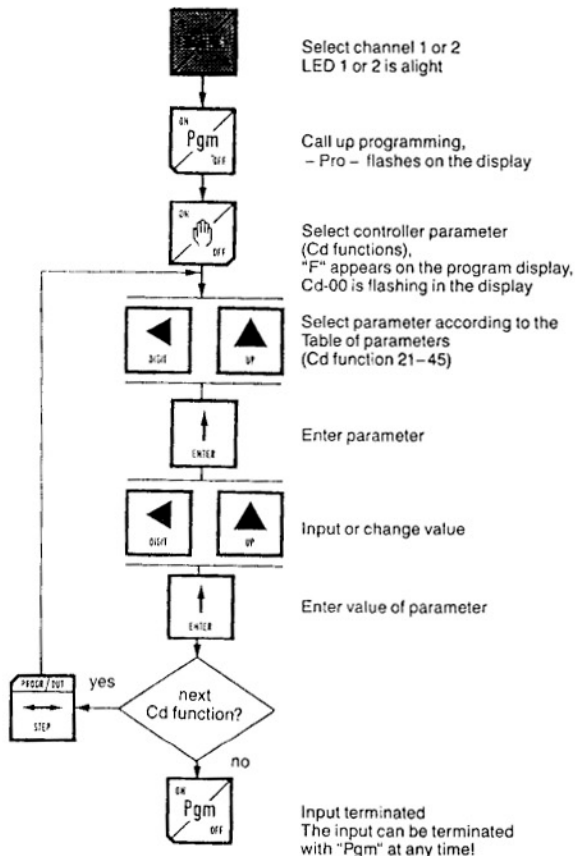 Select channel 1 or 2
LED 1 or 2 is alight
ON
Pgm
OFF
Call up programming,
– Pro – flashes on the display
ON
OFF
Select controller parameter
(Cd functions),
"F" appears on the program display,
Cd-00 is flashing in the display
DIGIT
UP
Select parameter according to the
Table of parameters
(Cd function 21–45)
ENTER
Enter parameter
DIGIT
UP
Input or change value
ENTER
Enter value of parameter
PROGR/OUT
STEP
yes
next
Cd function?
no
ON
Pgm
OFF
Input terminated
The input can be terminated
with "Pgm" at any time!